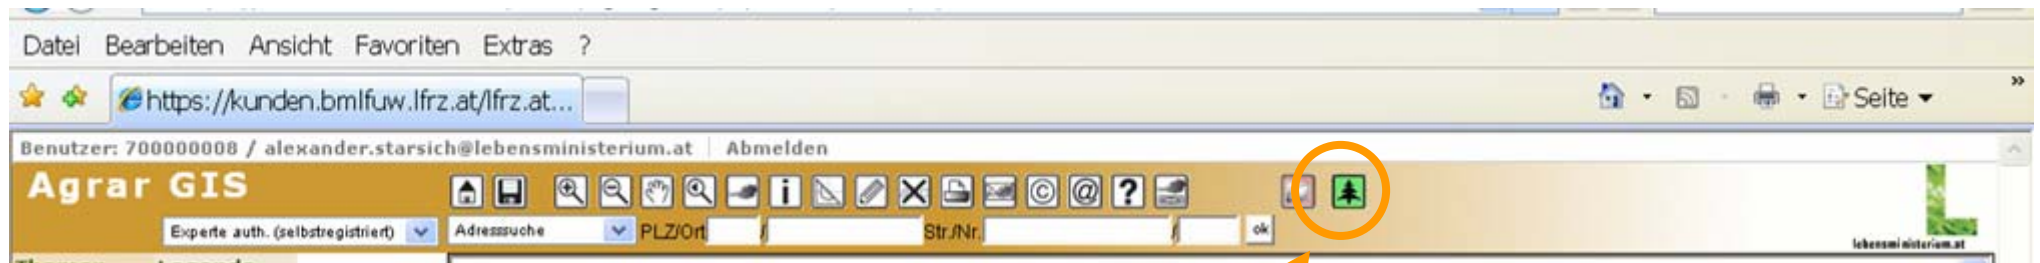 Datei Bearbeiten Ansicht Favoriten Extras ?
https://kunden.bmlfuw.lfrz.at/lfrz.at... Seite »
Benutzer: 700000008 / alexander.starsich@lebensministerium.at | Abmelden
Agrar GIS i © @ ?
Experte auth. (selbstregistriert) Adresssuche PLZ/Ort / Str./Nr. / ok
lebensministerium.at